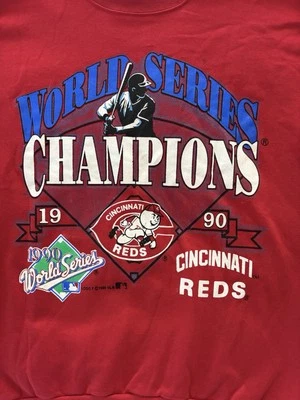 WORLD SERIES
CHAMPIONS ®
19 90
CINCINNATI
REDS
1990
World Series
CINCINNATI
REDS